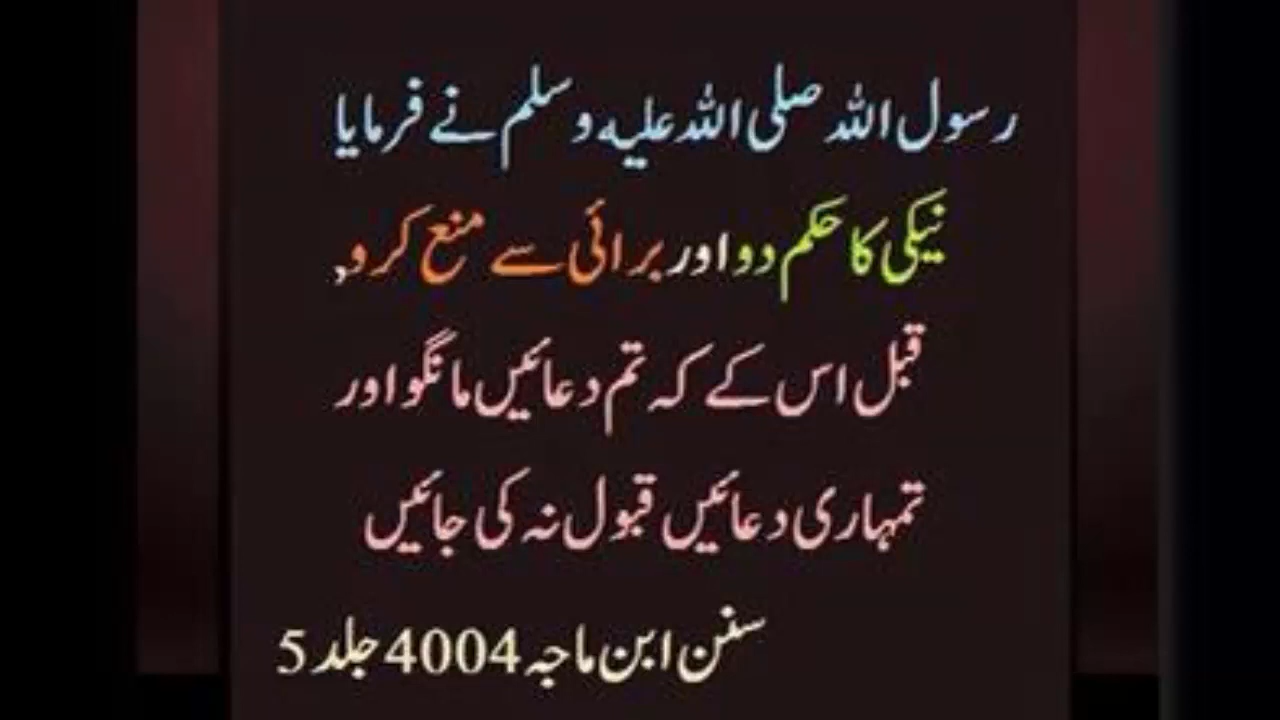 رسول اللہ صلی اللہ علیہ وسلم نے فرمایا
نیکی کا حکم دو اور برائی سے منع کرو,
قبل اس کے کہ تم دعائیں مانگو اور
تمہاری دعائیں قبول نہ کی جائیں
سنن ابن ماجہ 4004 جلد 5